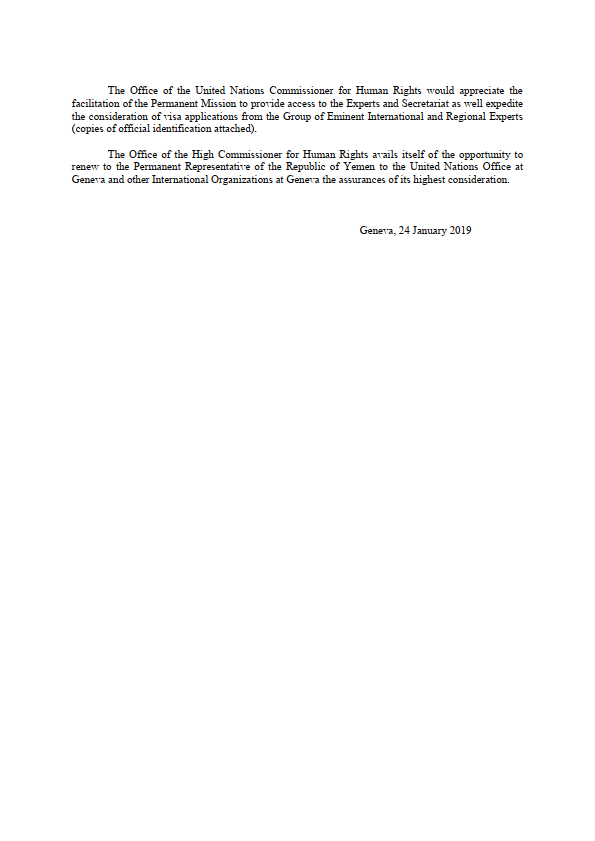 The Office of the United Nations Commissioner for Human Rights would appreciate the
facilitation of the Permanent Mission to provide access to the Experts and Secretariat as well expedite
the consideration of visa applications from the Group of Eminent International and Regional Experts
(copies of official identification attached).
The Office of the High Commissioner for Human Rights avails itself of the opportunity to
renew to the Permanent Representative of the Republic of Yemen to the United Nations Office at
Geneva and other International Organizations at Geneva the assurances of its highest consideration.
Geneva, 24 January 2019